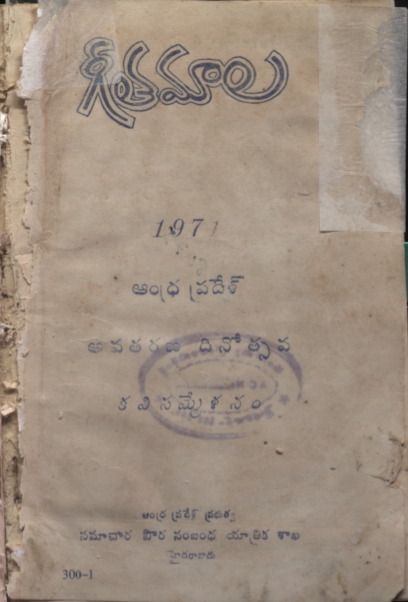 గీతమాల
1971
ఆంధ్ర ప్రదేశ్
అవతరణ దినోత్సవ
కవిసమ్మేళనం
ఆంధ్ర ప్రదేశ్ ప్రభుత్వ
సమాచార పౌర సంబంధ యాత్రిక శాఖ
హైదరాబాదు
300-1